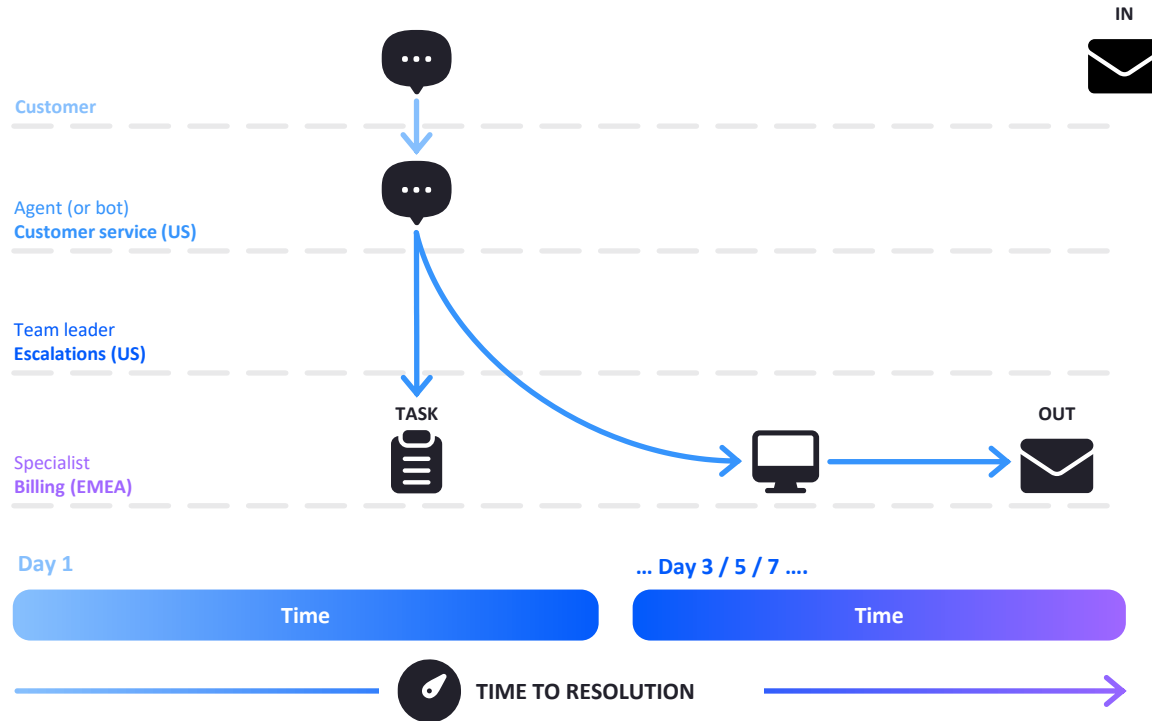 IN
Customer
Agent (or bot)
Customer service (US)
Team leader
Escalations (US)
TASK
OUT
Specialist
Billing (EMEA)
Day 1
... Day 3 / 5 / 7 ....
Time
Time
TIME TO RESOLUTION